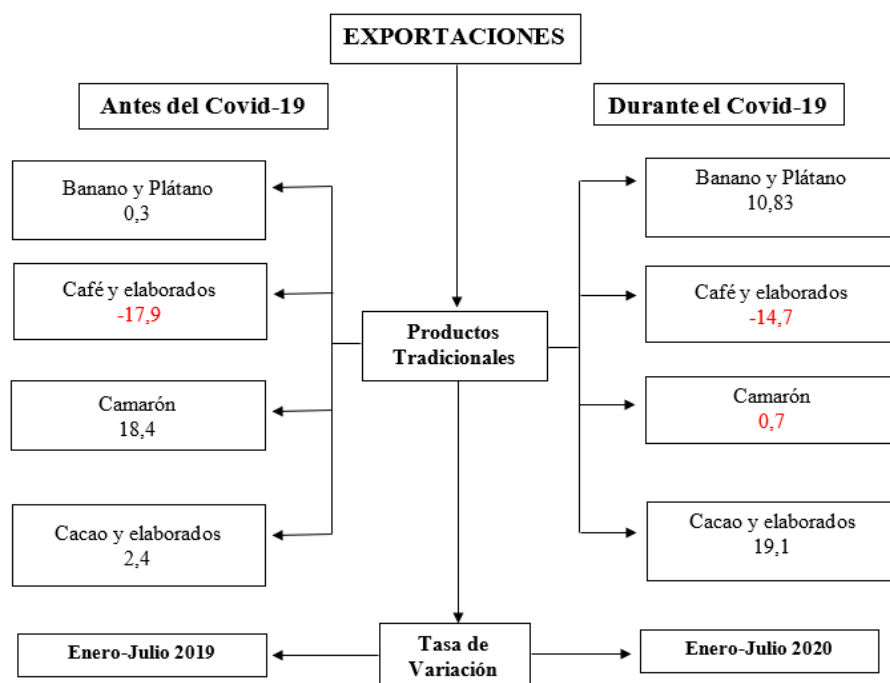 EXPORTACIONES
Antes del Covid-19
Durante el Covid-19
Banano y Plátano
0,3
Café y elaborados
-17,9
Camarón
18,4
Cacao y elaborados
2,4
Productos
Tradicionales
Banano y Plátano
10,83
Café y elaborados
-14,7
Camarón
0,7
Cacao y elaborados
19,1
Enero-Julio 2019
Tasa de
Variación
Enero-Julio 2020